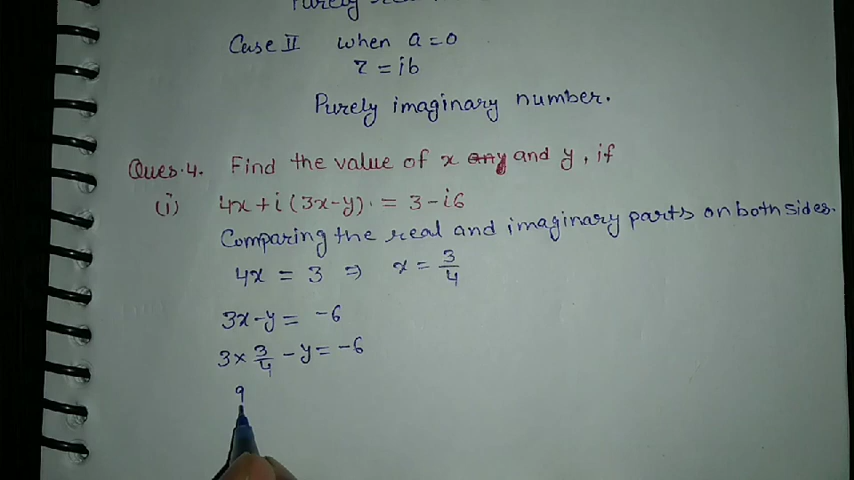 Purely
Case II when a=0
z = ib
Purely imaginary number.
Ques.4. Find the value of x and y, if
(i) 4x + i (3x-y). = 3 - i6
Comparing the real and imaginary parts on both sides.
4x = 3 ⇒ x = 3/4
3x-y = -6
3 × 3/4 - y = -6
9